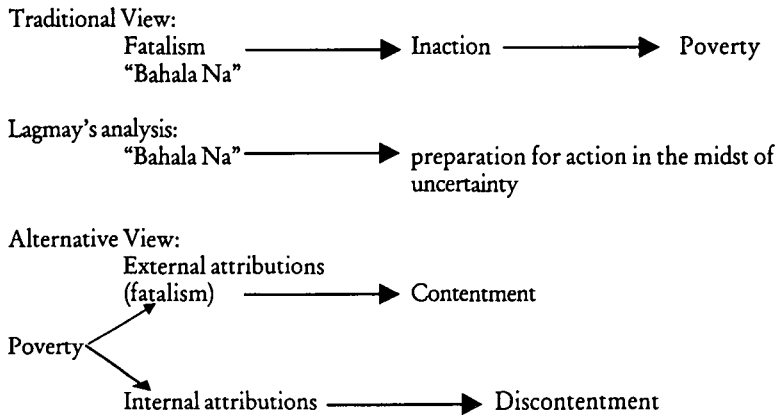 Traditional View:
Fatalism Inaction Poverty
"Bahala Na"
Lagmay's analysis:
"Bahala Na" preparation for action in the midst of
uncertainty
Alternative View:
External attributions
(fatalism) Contentment
Poverty
Internal attributions Discontentment